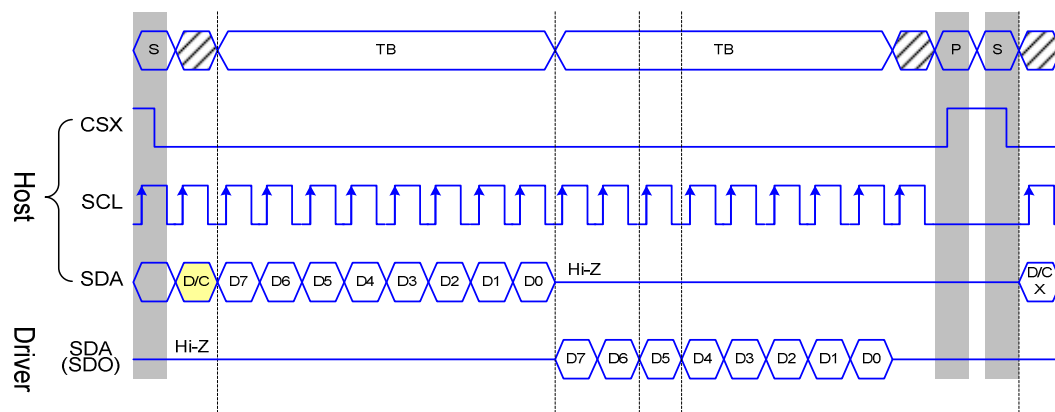 S TB TB P S
CSX
Host
SCL
SDA D/C D7 D6 D5 D4 D3 D2 D1 D0 Hi-Z D/C
X
Driver
SDA Hi-Z
(SDO) D7 D6 D5 D4 D3 D2 D1 D0